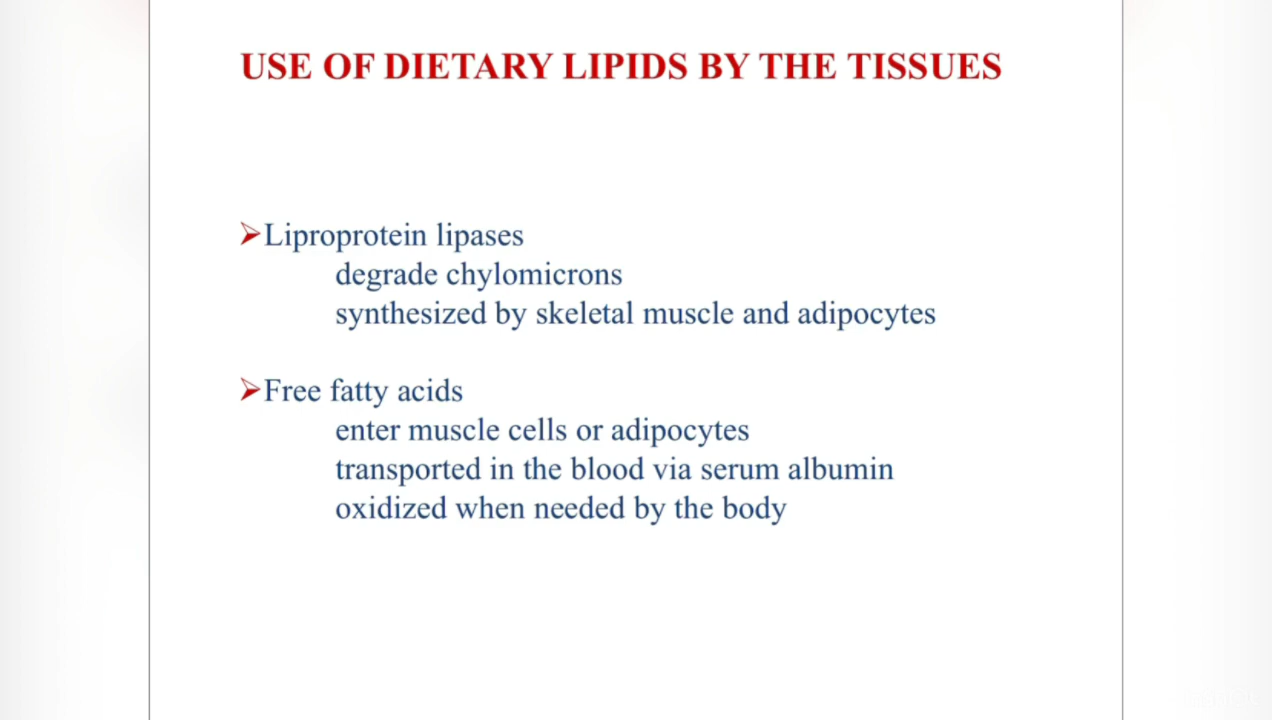 USE OF DIETARY LIPIDS BY THE TISSUES
➢Liproprotein lipases
degrade chylomicrons
synthesized by skeletal muscle and adipocytes
➢Free fatty acids
enter muscle cells or adipocytes
transported in the blood via serum albumin
oxidized when needed by the body